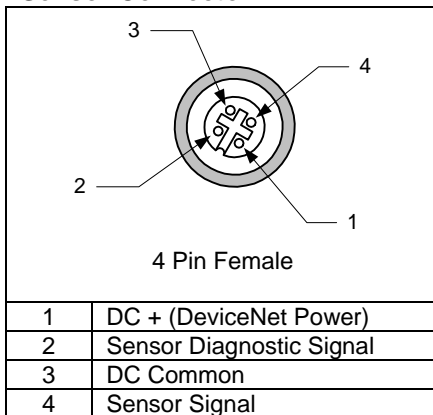 3
4
2
1
4 Pin Female
1 DC + (DeviceNet Power)
2 Sensor Diagnostic Signal
3 DC Common
4 Sensor Signal